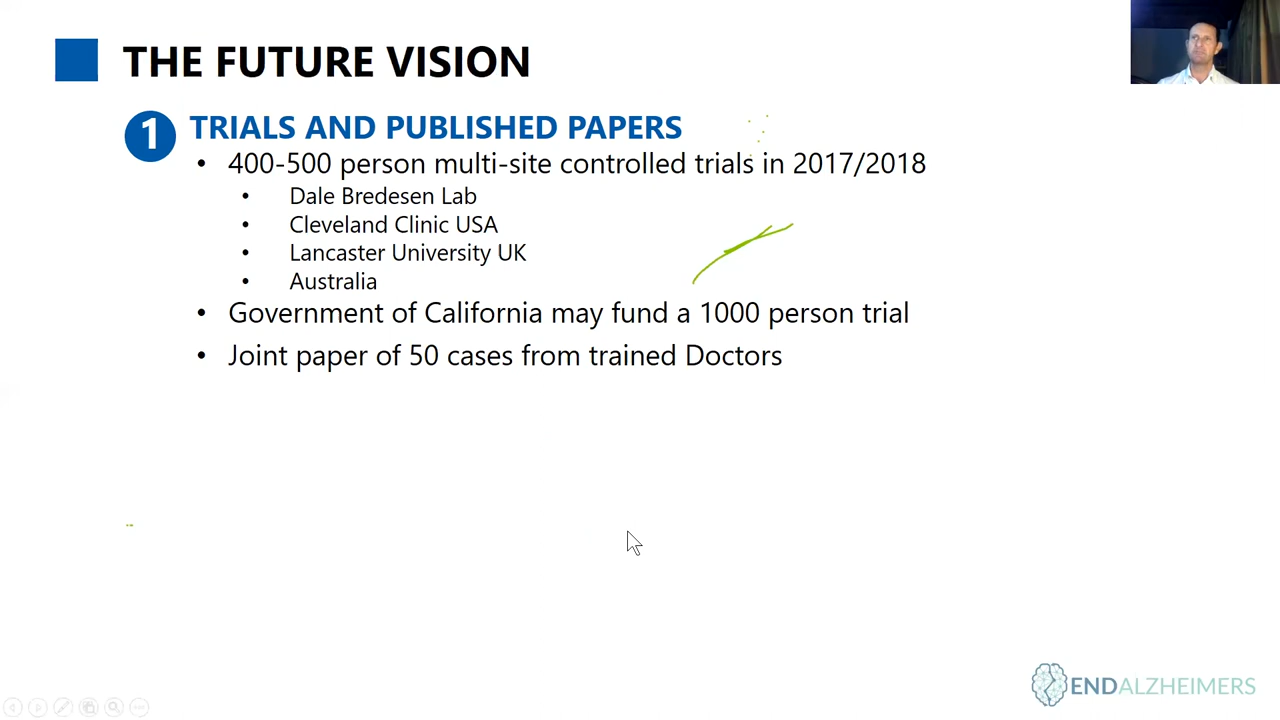 THE FUTURE VISION
1 TRIALS AND PUBLISHED PAPERS
• 400-500 person multi-site controlled trials in 2017/2018
• Dale Bredesen Lab
• Cleveland Clinic USA
• Lancaster University UK
• Australia
• Government of California may fund a 1000 person trial
• Joint paper of 50 cases from trained Doctors
ENDALZHEIMERS